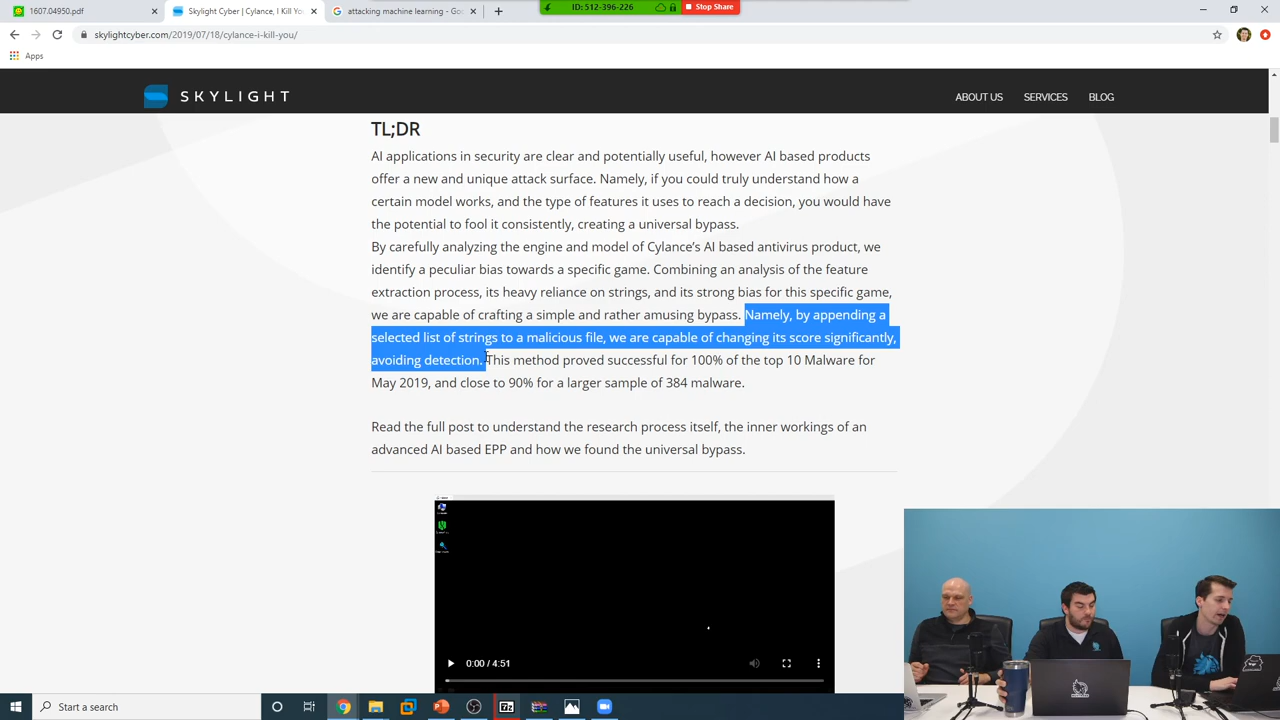 1607.04950.pdf
Skylight Cyber | Cylance, I Kill You
attacking machine learning - Goo
ID: 512-396-226
Stop Share
skylightcyber.com/2019/07/18/cylance-i-kill-you/
Apps
SKYLIGHT
ABOUT US
SERVICES
BLOG
TL;DR
AI applications in security are clear and potentially useful, however AI based products
offer a new and unique attack surface. Namely, if you could truly understand how a
certain model works, and the type of features it uses to reach a decision, you would have
the potential to fool it consistently, creating a universal bypass.
By carefully analyzing the engine and model of Cylance's AI based antivirus product, we
identify a peculiar bias towards a specific game. Combining an analysis of the feature
extraction process, its heavy reliance on strings, and its strong bias for this specific game,
we are capable of crafting a simple and rather amusing bypass. Namely, by appending a
selected list of strings to a malicious file, we are capable of changing its score significantly,
avoiding detection. This method proved successful for 100% of the top 10 Malware for
May 2019, and close to 90% for a larger sample of 384 malware.
Read the full post to understand the research process itself, the inner workings of an
advanced AI based EPP and how we found the universal bypass.
0:00 / 4:51
Start a search